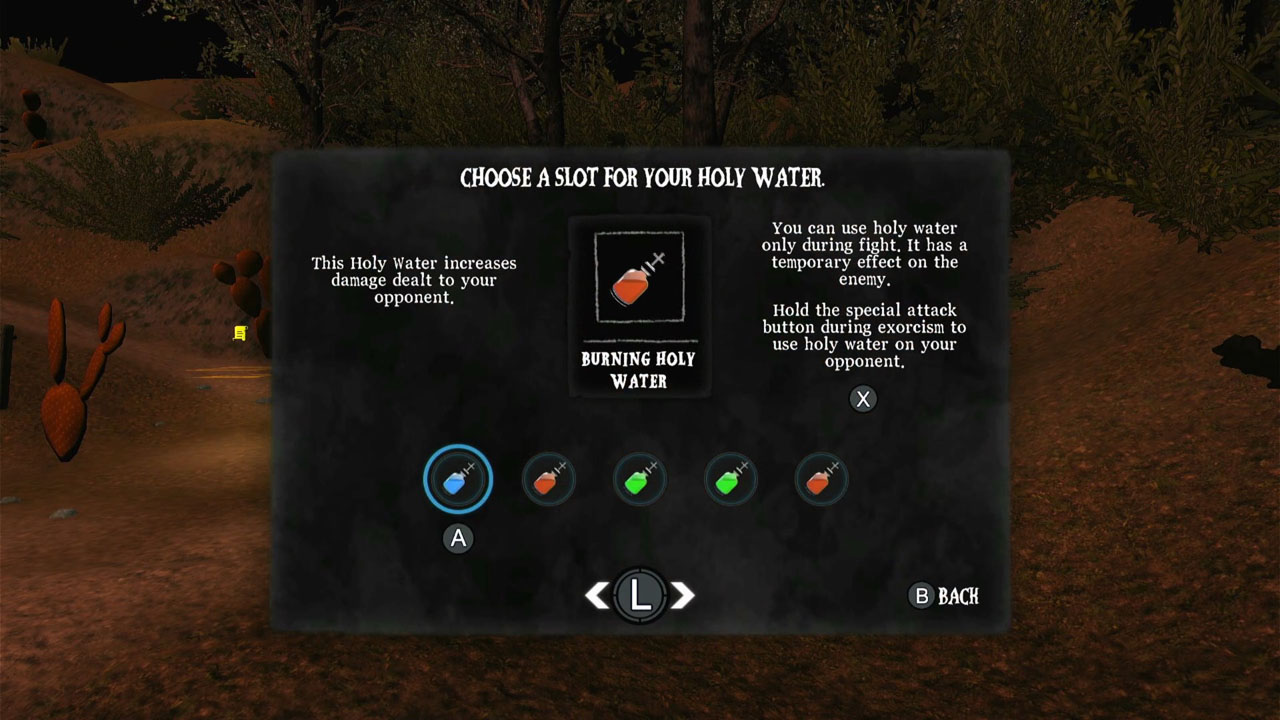 CHOOSE A SLOT FOR YOUR HOLY WATER.
This Holy Water increases
damage dealt to your
opponent.
BURNING HOLY
WATER
You can use holy water
only during fight. It has a
temporary effect on the
enemy.
Hold the special attack
button during exorcism to
use holy water on your
opponent.
X
A
L
B BACK